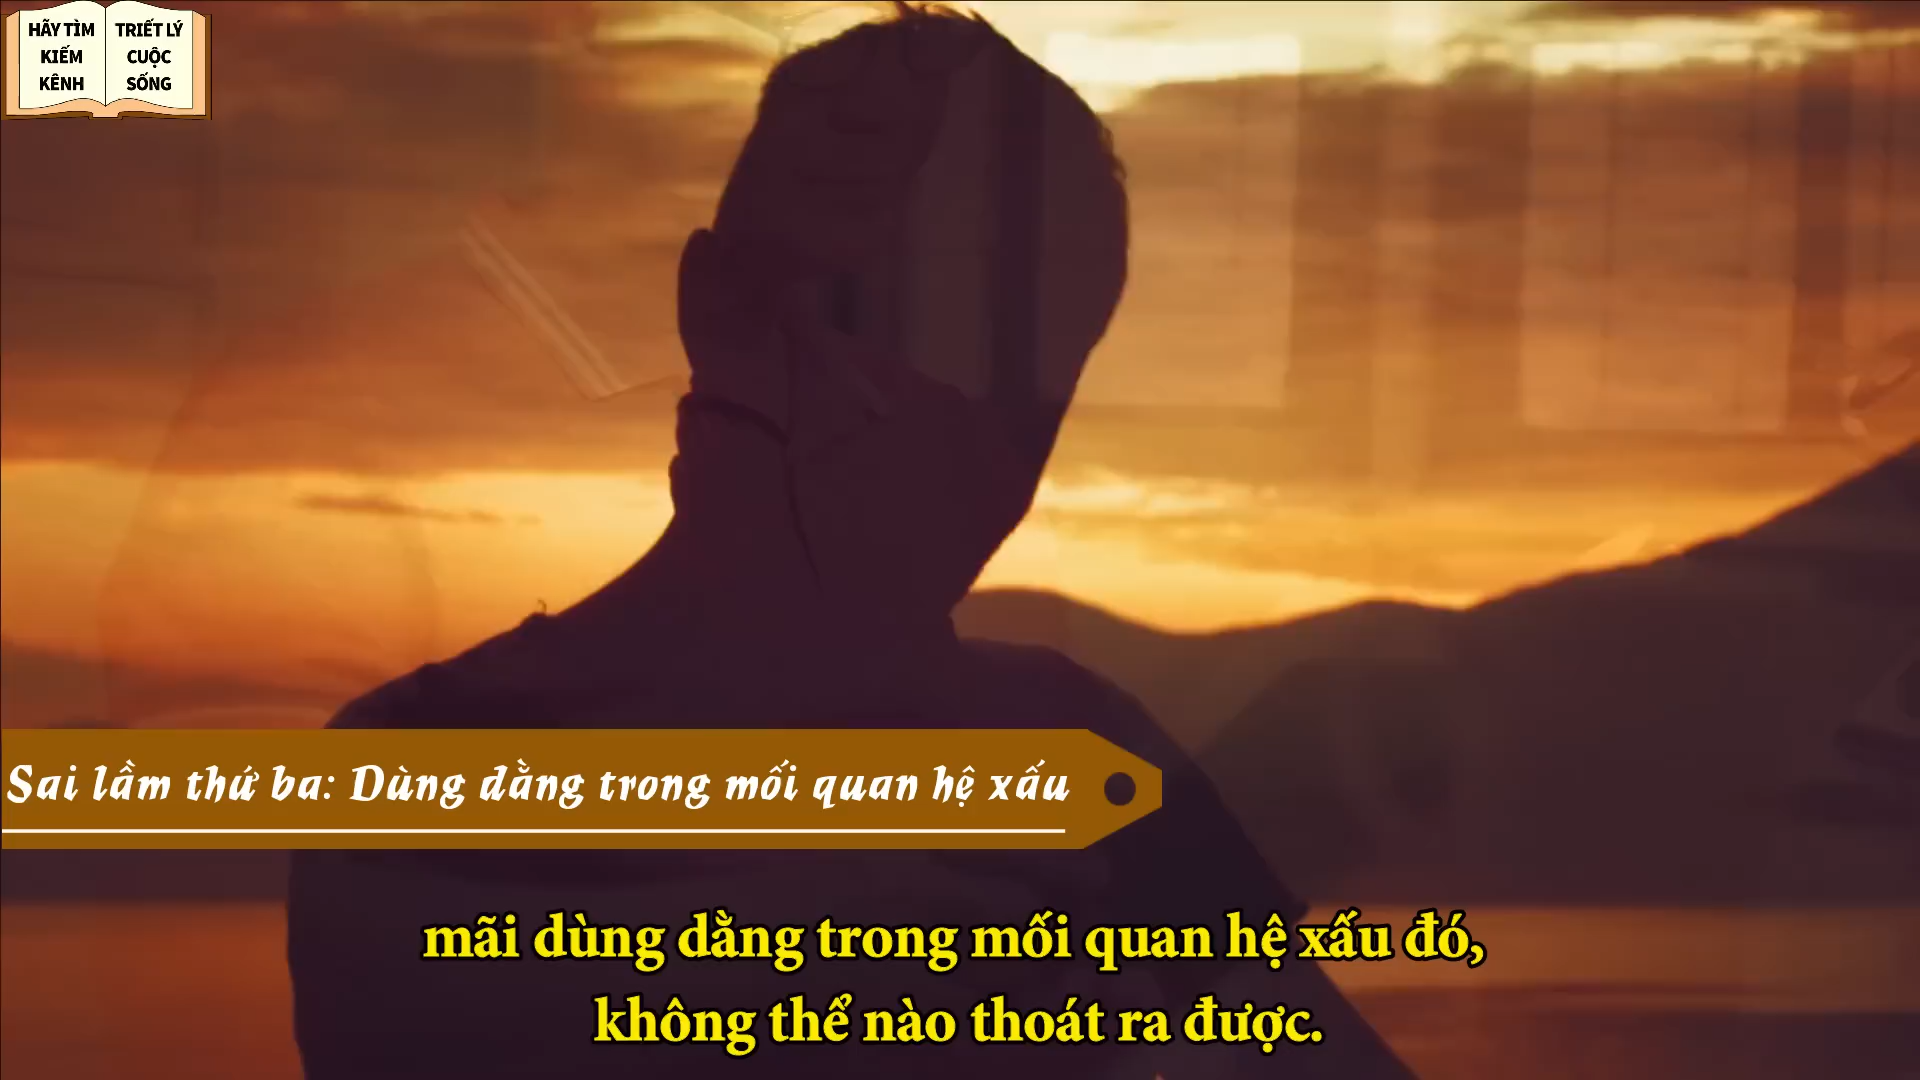 HÃY TÌM
KIẾM
KÊNH
TRIẾT LÝ
CUỘC
SỐNG
Sai lầm thứ ba: Dùng dằng trong mối quan hệ xấu
mãi dùng dằng trong mối quan hệ xấu đó,
không thể nào thoát ra được.